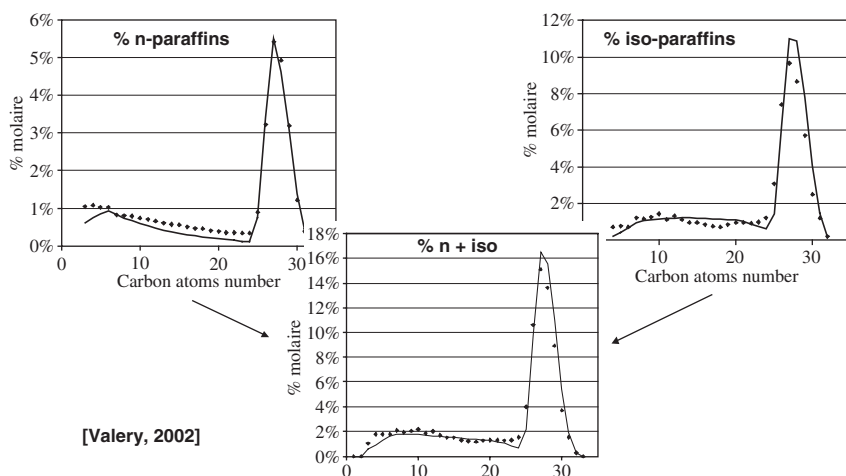 % n-paraffins
% molaire
6%
5%
4%
3%
2%
1%
0%
0 10 20 30
Carbon atoms number
% iso-paraffins
% molaire
12%
10%
8%
6%
4%
2%
10 20 30
Carbon atoms number
% n + iso
% molaire
18%
16%
14%
12%
10%
8%
6%
4%
2%
0%
0 10 20 30
[Valery, 2002]